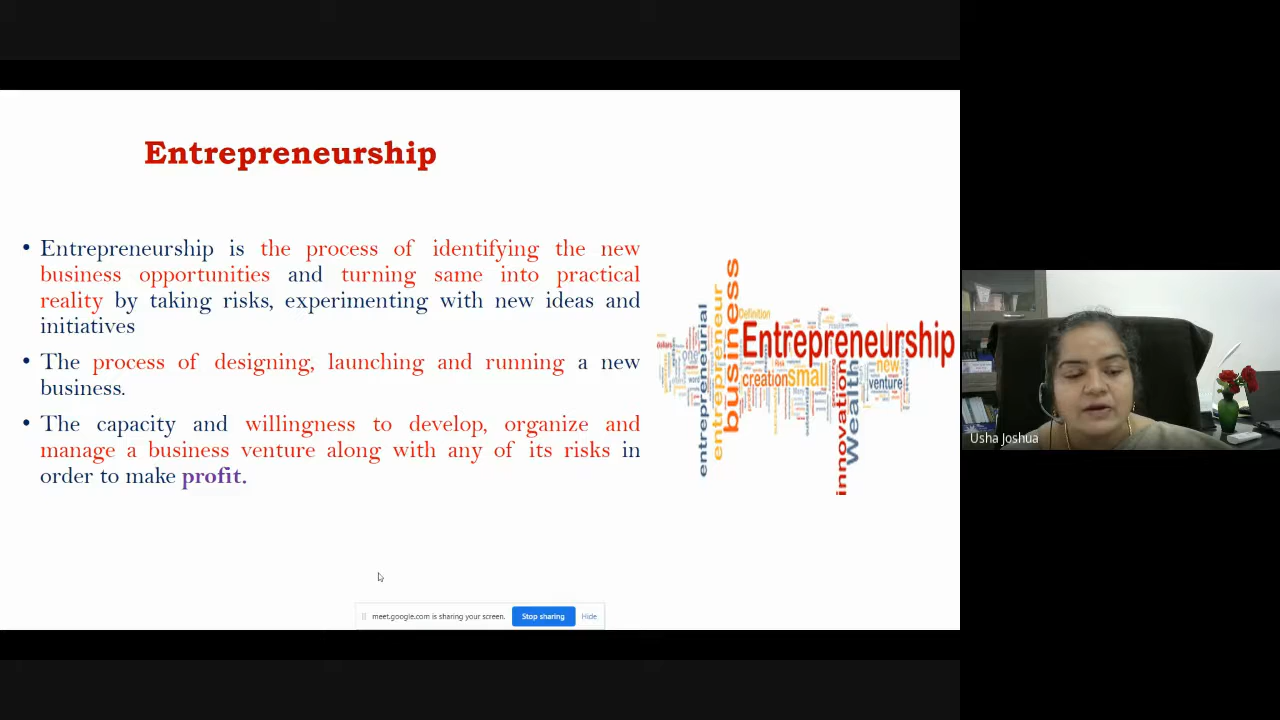 Entrepreneurship
• Entrepreneurship is the process of identifying the new
business opportunities and turning same into practical
reality by taking risks, experimenting with new ideas and
initiatives
• The process of designing, launching and running a new
business.
• The capacity and willingness to develop, organize and
manage a business venture along with any of its risks in
order to make profit.
entrepreneurial
entrepreneur
business
Definition
Entrepreneurship
creation
small
innovation
Wealth
new
venture
Usha Joshua
meet.google.com is sharing your screen.
Stop sharing
Hide